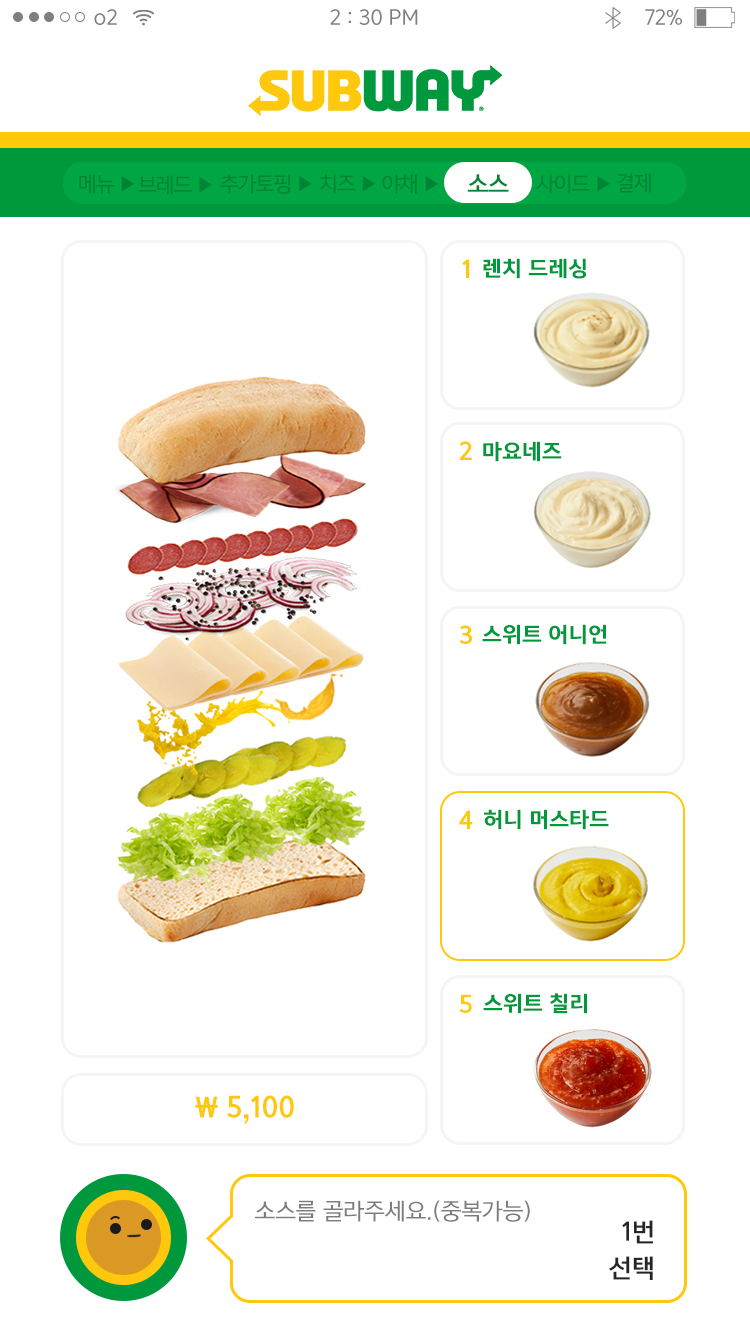 o2 2 : 30 PM 72%
SUBWAY
메뉴 ▶ 브레드 ▶ 추가토핑 ▶ 치즈 ▶ 야채 ▶ 소스 사이드 ▶ 결제
1 렌치 드레싱
2 마요네즈
3 스위트 어니언
4 허니 머스타드
5 스위트 칠리
₩ 5,100
소스를 골라주세요.(중복가능)
1번
선택